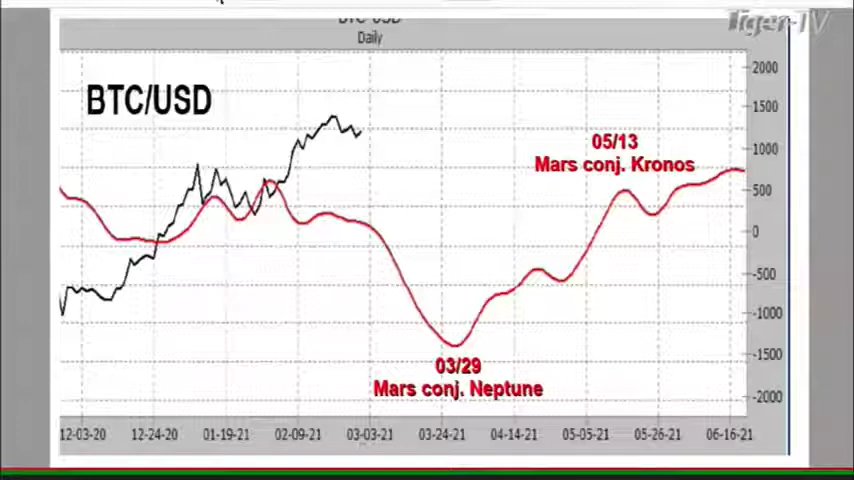 BTC-USD
Tiger-TV
Daily
BTC/USD
2000
1500
1000
500
0
-500
-1000
-1500
-2000
05/13
Mars conj. Kronos
03/29
Mars conj. Neptune
12-03-20 12-24-20 01-19-21 02-09-21 03-03-21 03-24-21 04-14-21 05-05-21 05-26-21 06-16-21